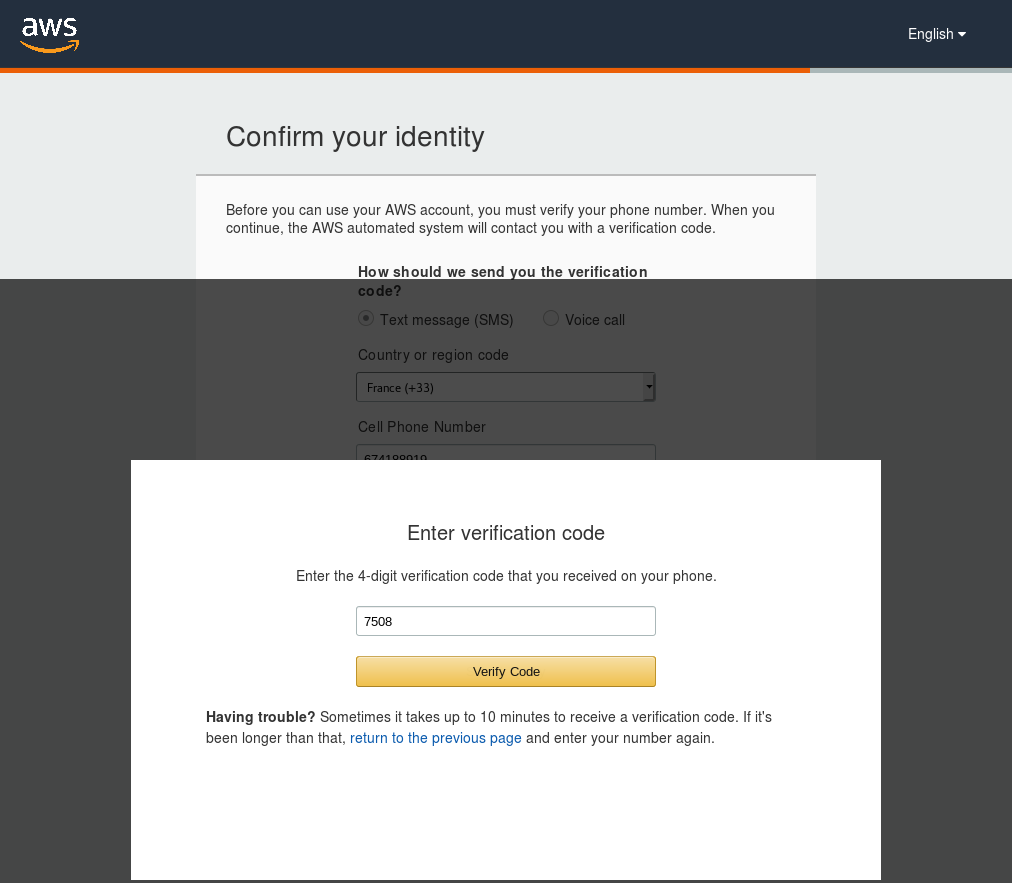 aws
English
Confirm your identity
Before you can use your AWS account, you must verify your phone number. When you
continue, the AWS automated system will contact you with a verification code.
How should we send you the verification
code?
Text message (SMS)
Voice call
Country or region code
France (+33)
Cell Phone Number
674188919
Enter verification code
Enter the 4-digit verification code that you received on your phone.
7508
Verify Code
Having trouble? Sometimes it takes up to 10 minutes to receive a verification code. If it's
been longer than that, return to the previous page and enter your number again.